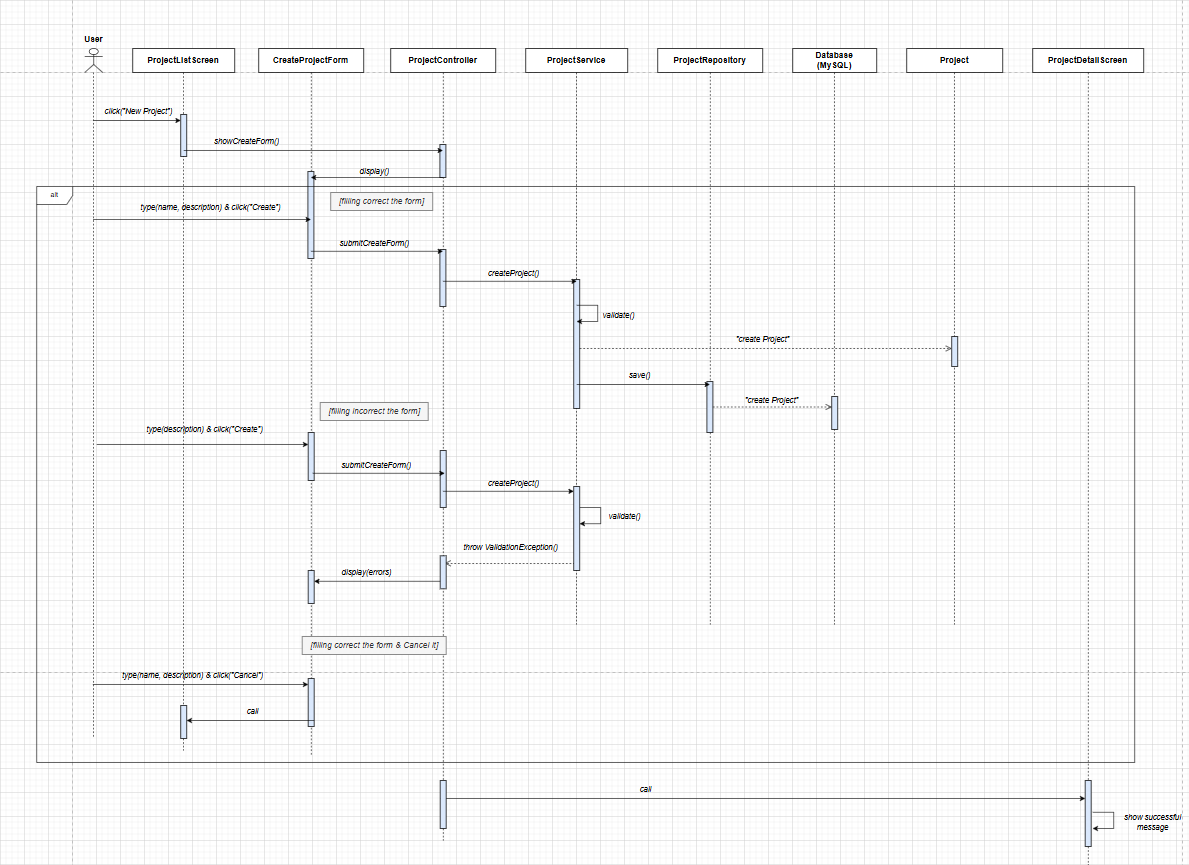 User
ProjectListScreen
CreateProjectForm
ProjectController
ProjectService
ProjectRepository
Database
(MySQL)
Project
ProjectDetailScreen
click("New Project")
showCreateForm()
display()
alt
[filling correct the form]
type(name, description) & click("Create")
submitCreateForm()
createProject()
validate()
"create Project"
save()
"create Project"
[filling incorrect the form]
type(description) & click("Create")
submitCreateForm()
createProject()
validate()
throw ValidationException()
display(errors)
[filling correct the form & Cancel it]
type(name, description) & click("Cancel")
call
call
show successful
message